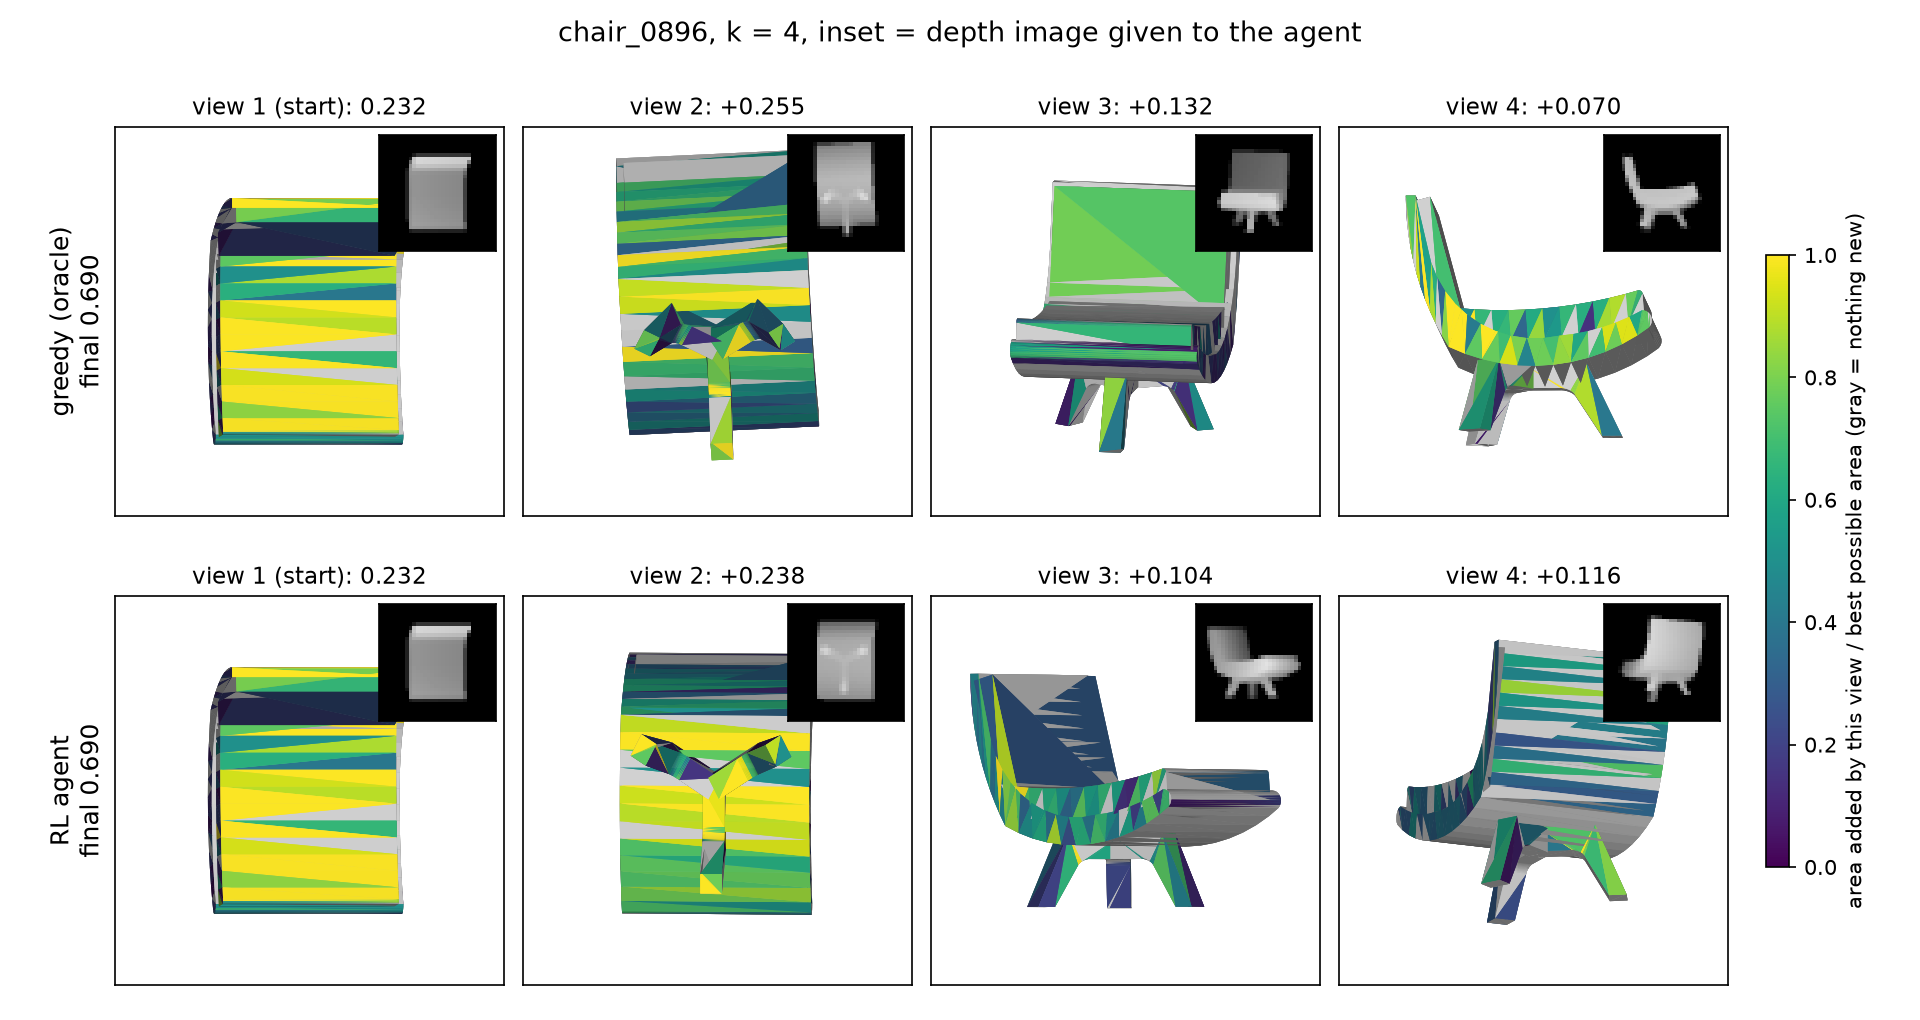 chair_0896, k = 4, inset = depth image given to the agent
view 1 (start): 0.232
view 2: +0.255
view 3: +0.132
view 4: +0.070
greedy (oracle)
final 0.690
view 1 (start): 0.232
view 2: +0.238
view 3: +0.104
view 4: +0.116
RL agent
final 0.690
1.0
0.8
0.6
0.4
0.2
0.0
area added by this view / best possible area (gray = nothing new)